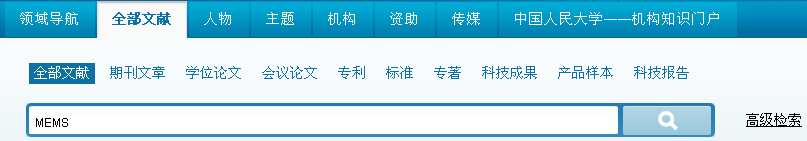 领域导航 全部文献 人物 主题 机构 资助 传媒 中国人民大学——机构知识门户
全部文献 期刊文章 学位论文 会议论文 专利 标准 专著 科技成果 产品样本 科技报告
MEMS 高级检索